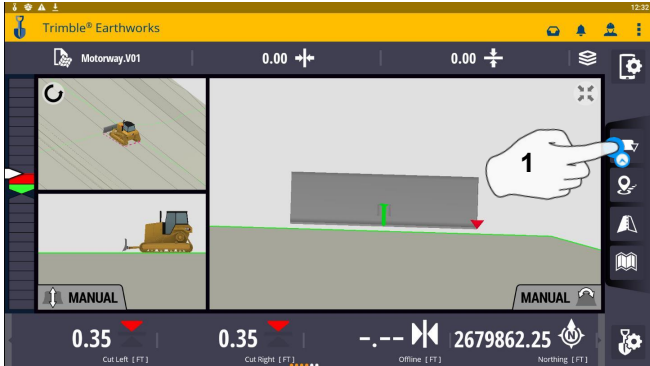 12:32
Trimble® Earthworks
Motorway.V01
0.00
0.00
1
MANUAL
MANUAL
0.35
0.35
-.--
2679862.25
Cut Left [FT]
Cut Right [FT]
Offline [FT]
Northing [FT]